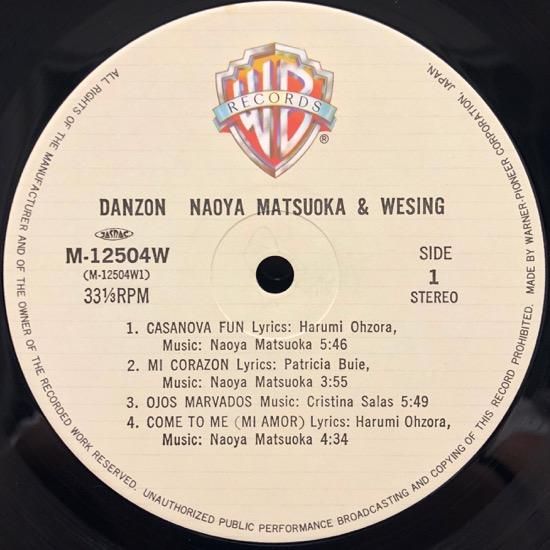 WB
RECORDS
®
DANZON NAOYA MATSUOKA & WESING
JASRAC
M-12504W
(M-12504W1)
33⅓RPM
SIDE
1
STEREO
1. CASANOVA FUN Lyrics: Harumi Ohzora,
Music: Naoya Matsuoka 5:46
2. MI CORAZON Lyrics: Patricia Buie,
Music: Naoya Matsuoka 3:55
3. OJOS MARVADOS Music: Cristina Salas 5:49
4. COME TO ME (MI AMOR) Lyrics: Harumi Ohzora,
Music: Naoya Matsuoka 4:34
ALL RIGHTS OF THE MANUFACTURER AND OF THE OWNER OF THE RECORDED WORK RESERVED. UNAUTHORIZED PUBLIC PERFORMANCE BROADCASTING AND COPYING OF THIS RECORD PROHIBITED. MADE BY WARNER-PIONEER CORPORATION, JAPAN.